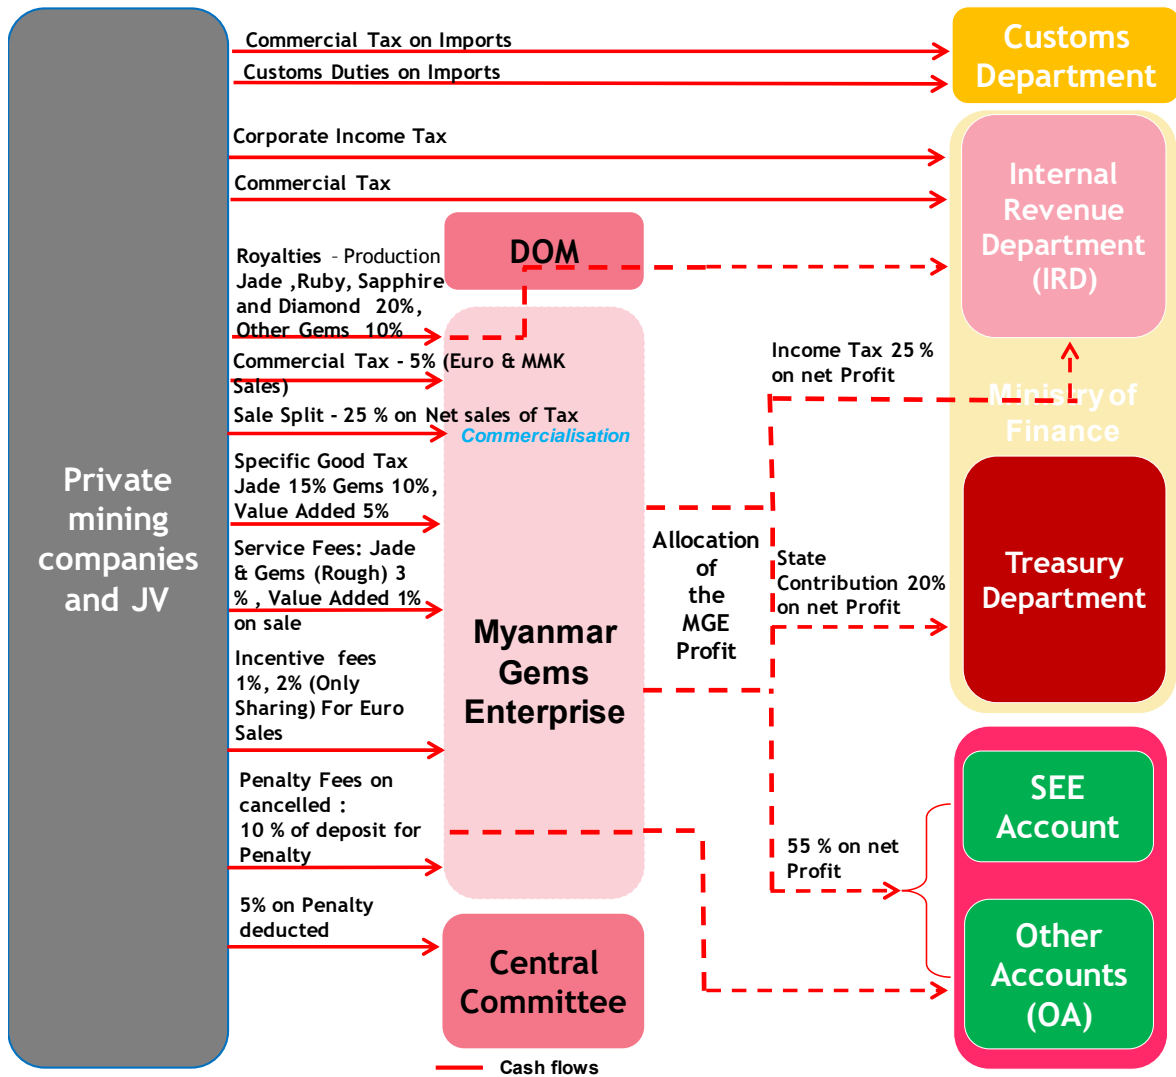 Private
mining
companies
and JV
Commercial Tax on Imports
Customs Duties on Imports
Corporate Income Tax
Commercial Tax
Royalties - Production
Jade ,Ruby, Sapphire
and Diamond 20%,
Other Gems 10%
Commercial Tax - 5% (Euro & MMK
Sales)
Sale Split - 25 % on Net sales of Tax
Specific Good Tax
Jade 15% Gems 10%,
Value Added 5%
Service Fees: Jade
& Gems (Rough) 3
% , Value Added 1%
on sale
Incentive fees
1%, 2% (Only
Sharing) For Euro
Sales
Penalty Fees on
cancelled :
10 % of deposit for
Penalty
5% on Penalty
deducted
DOM
Commercialisation
Myanmar
Gems
Enterprise
Central
Committee
Cash flows
Allocation
of
the
MGE
Profit
Income Tax 25 %
on net Profit
State
Contribution 20%
on net Profit
55 % on net
Profit
Customs
Department
Internal
Revenue
Department
(IRD)
Ministry of
Finance
Treasury
Department
SEE
Account
Other
Accounts
(OA)